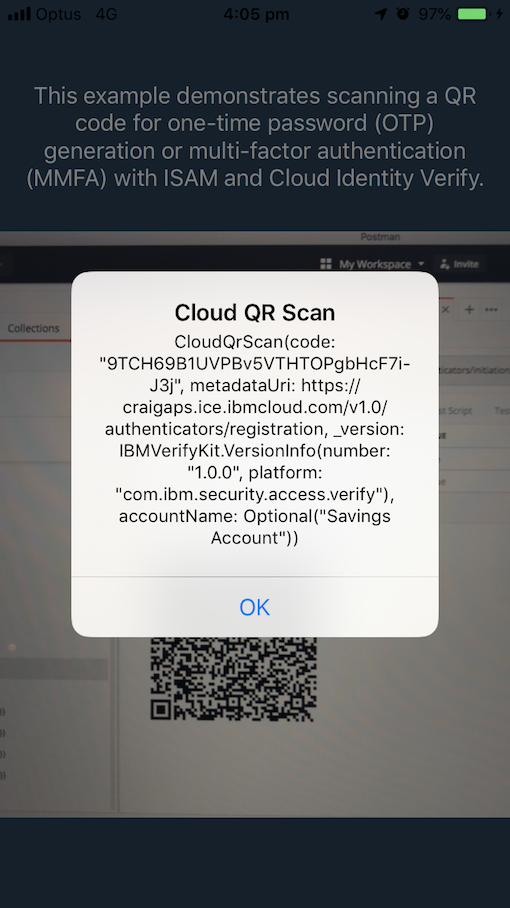 Optus 4G 4:05 pm 97%
This example demonstrates scanning a QR
code for one-time password (OTP)
generation or multi-factor authentication
(MMFA) with ISAM and Cloud Identity Verify.
Postman
My Workspace Invite
Collections
Cloud QR Scan
CloudQrScan(code:
"9TCH69B1UVPBv5VTHTOPgbHcF7i-
J3j", metadataUri: https://
craigaps.ice.ibmcloud.com/v1.0/
authenticators/registration, _version:
IBMVerifyKit.VersionInfo(number:
"1.0.0", platform:
"com.ibm.security.access.verify"),
accountName: Optional("Savings
Account"))
OK